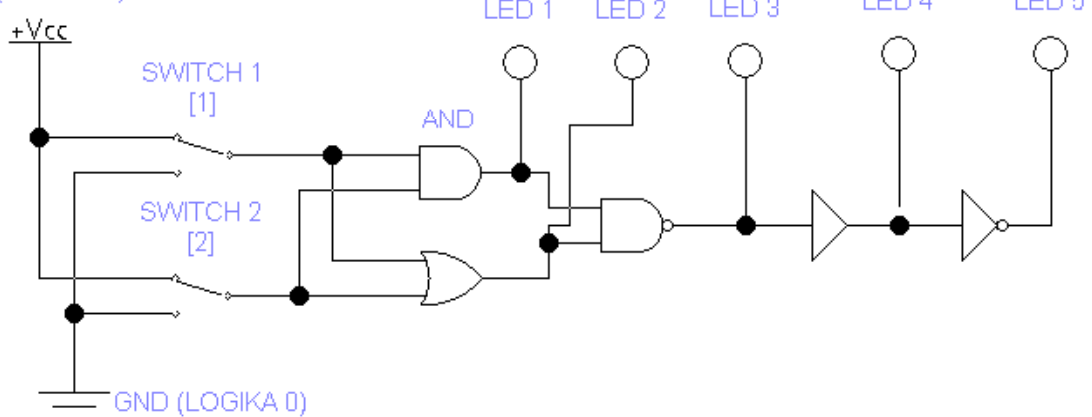 LED 1 LED 2 LED 3 LED 4 LED 5
+Vcc
SWITCH 1
[1]
AND
SWITCH 2
[2]
GND (LOGIKA 0)